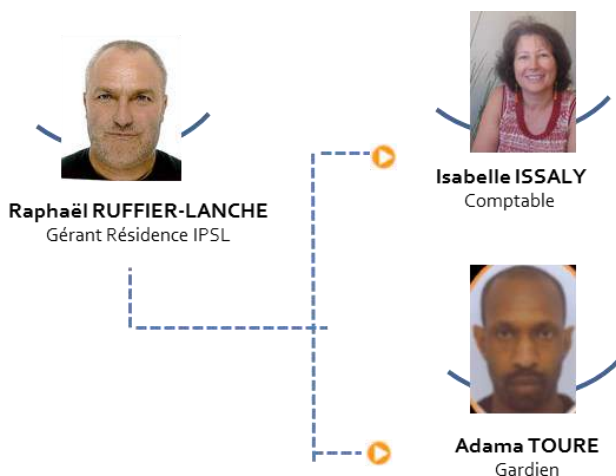 Raphaël RUFFIER-LANCHE
Gérant Résidence IPSL
Isabelle ISSALY
Comptable
Adama TOURE
Gardien